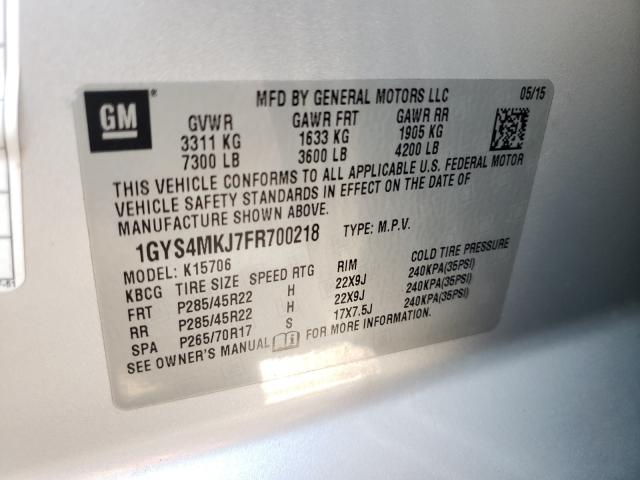 GM®
MFD BY GENERAL MOTORS LLC 05/15
GVWR GAWR FRT GAWR RR
3311 KG 1633 KG 1905 KG
7300 LB 3600 LB 4200 LB
THIS VEHICLE CONFORMS TO ALL APPLICABLE U.S. FEDERAL MOTOR
VEHICLE SAFETY STANDARDS IN EFFECT ON THE DATE OF
MANUFACTURE SHOWN ABOVE.
1GYS4MKJ7FR700218 TYPE: M.P.V.
MODEL: K15706
KBCG TIRE SIZE SPEED RTG RIM COLD TIRE PRESSURE
FRT P285/45R22 H 22X9J 240KPA(35PSI)
RR P285/45R22 H 22X9J 240KPA(35PSI)
SPA P265/70R17 S 17X7.5J 240KPA(35PSI)
SEE OWNER'S MANUAL FOR MORE INFORMATION.